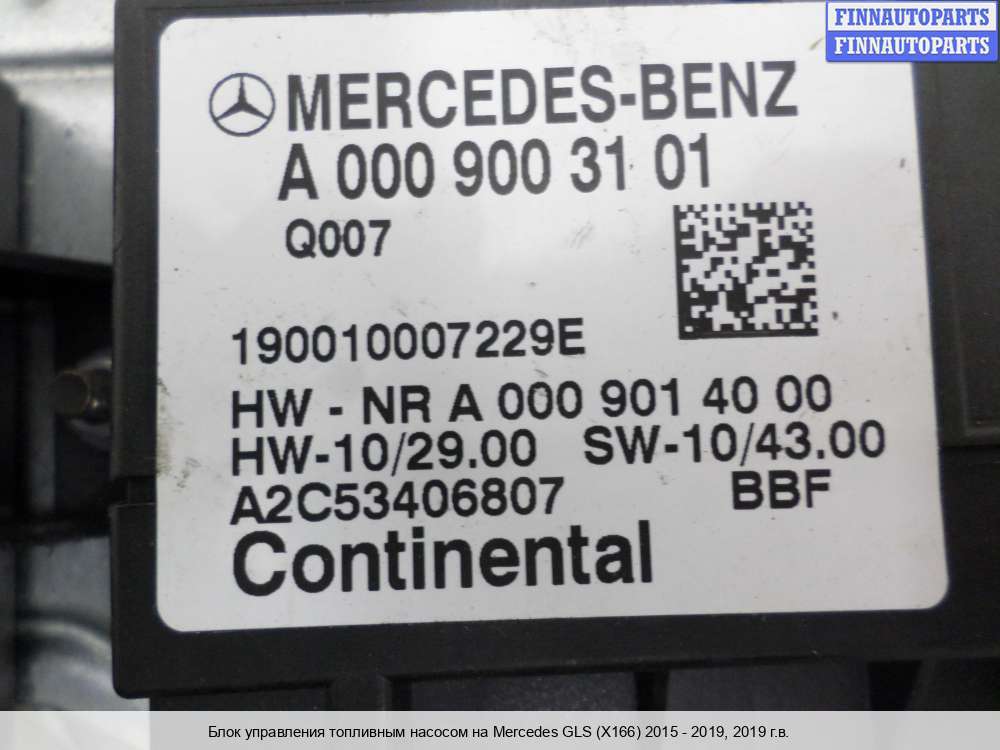 FINNAUTOPARTS
FINNAUTOPARTS
MERCEDES-BENZ
A 000 900 31 01
Q007
190010007229E
HW - NR A 000 901 40 00
HW-10/29.00 SW-10/43.00
A2C53406807 BBF
Continental
Блок управления топливным насосом на Mercedes GLS (X166) 2015 - 2019, 2019 г.в.